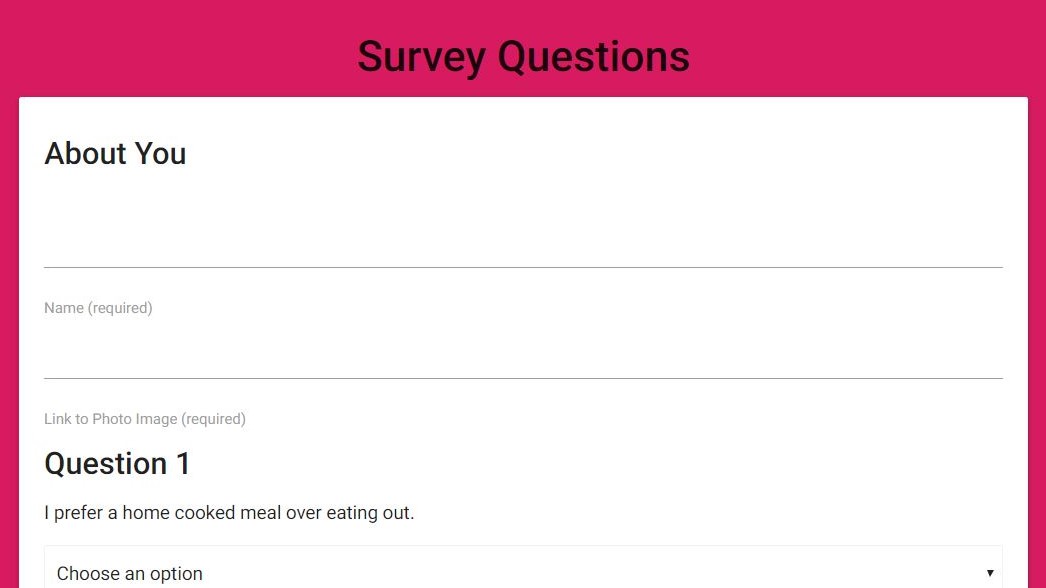 Survey Questions
About You
Name (required)
Link to Photo Image (required)
Question 1
I prefer a home cooked meal over eating out.
Choose an option